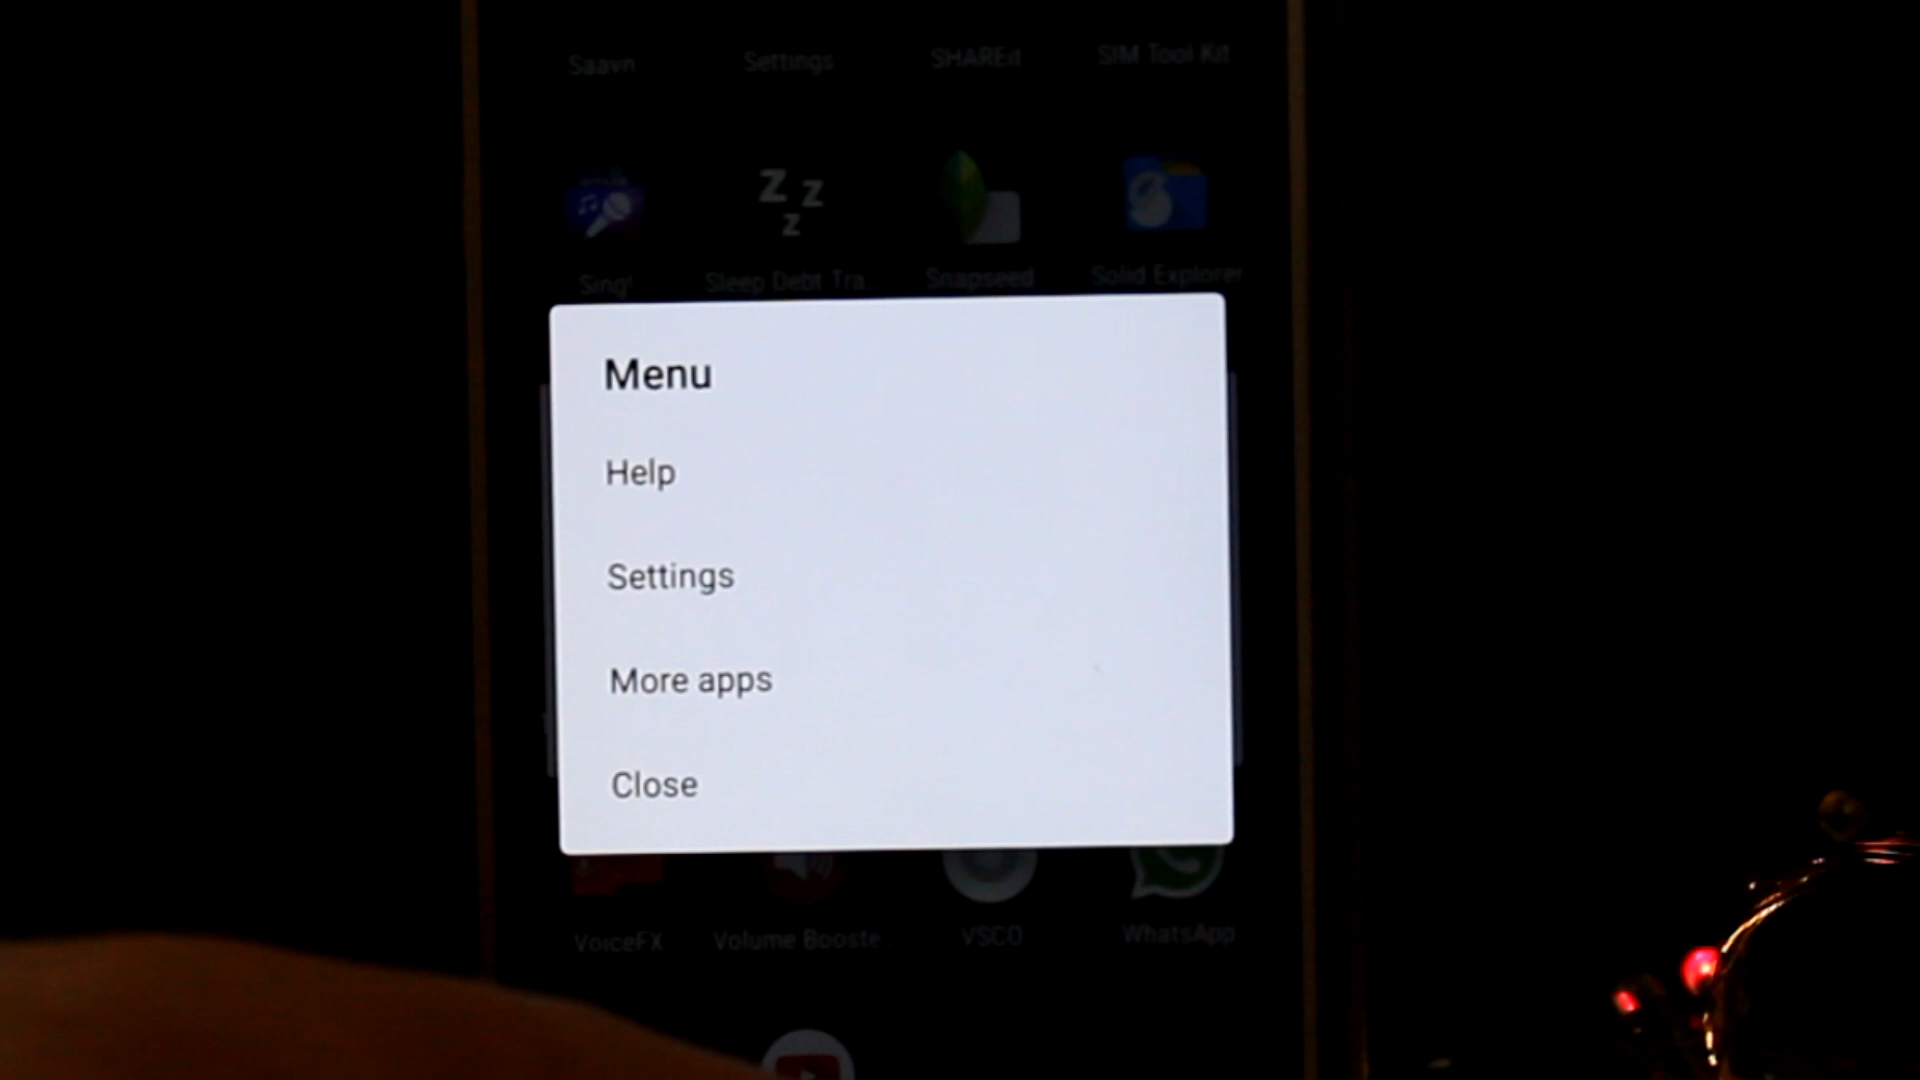 Saavn Settings SHAREit SIM Tool Kit
Z Z
Z
Sing! Sleep Debt Tra Snapseed Solid Explorer
Menu
Help
Settings
More apps
Close
VoiceFX Volume Booste.. VSCO WhatsApp